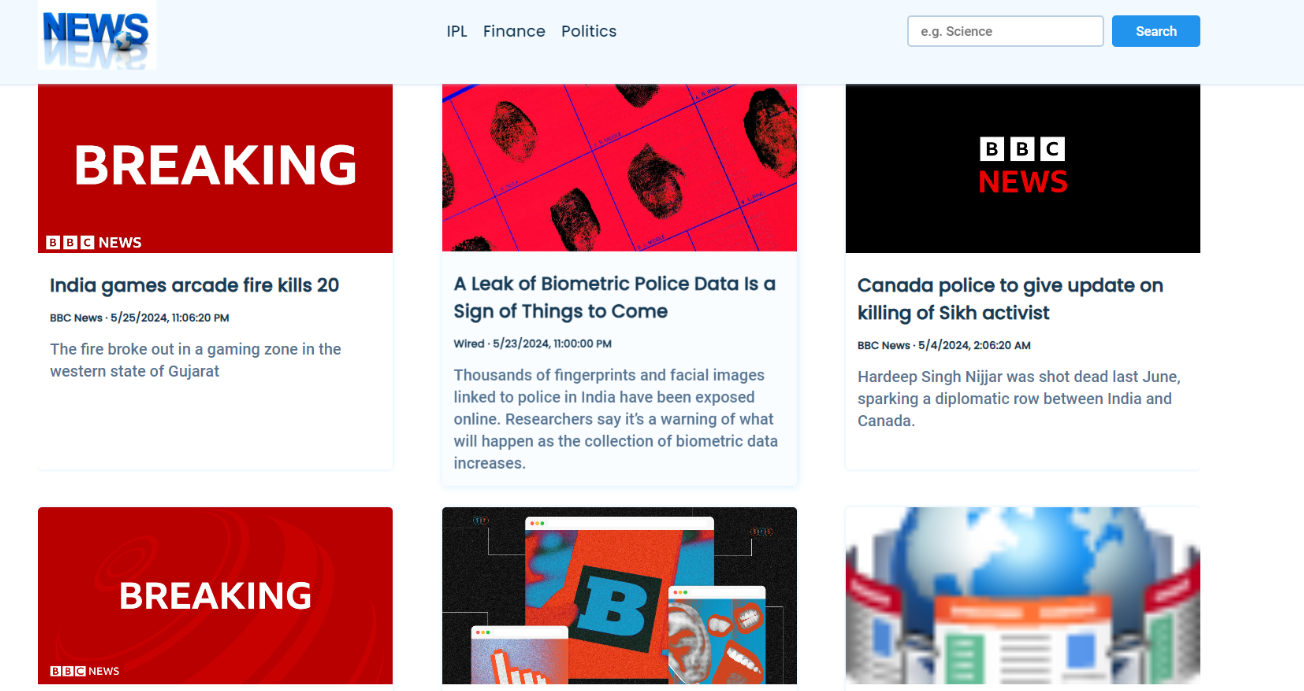 NEWS
IPL Finance Politics
e.g. Science
Search
BREAKING
BBC NEWS
India games arcade fire kills 20
BBC News · 5/25/2024, 11:06:20 PM
The fire broke out in a gaming zone in the
western state of Gujarat
A Leak of Biometric Police Data Is a
Sign of Things to Come
Wired · 5/23/2024, 11:00:00 PM
Thousands of fingerprints and facial images
linked to police in India have been exposed
online. Researchers say it’s a warning of what
will happen as the collection of biometric data
increases.
BBC
NEWS
Canada police to give update on
killing of Sikh activist
BBC News · 5/4/2024, 2:06:20 AM
Hardeep Singh Nijjar was shot dead last June,
sparking a diplomatic row between India and
Canada.
BREAKING
BBC NEWS
B